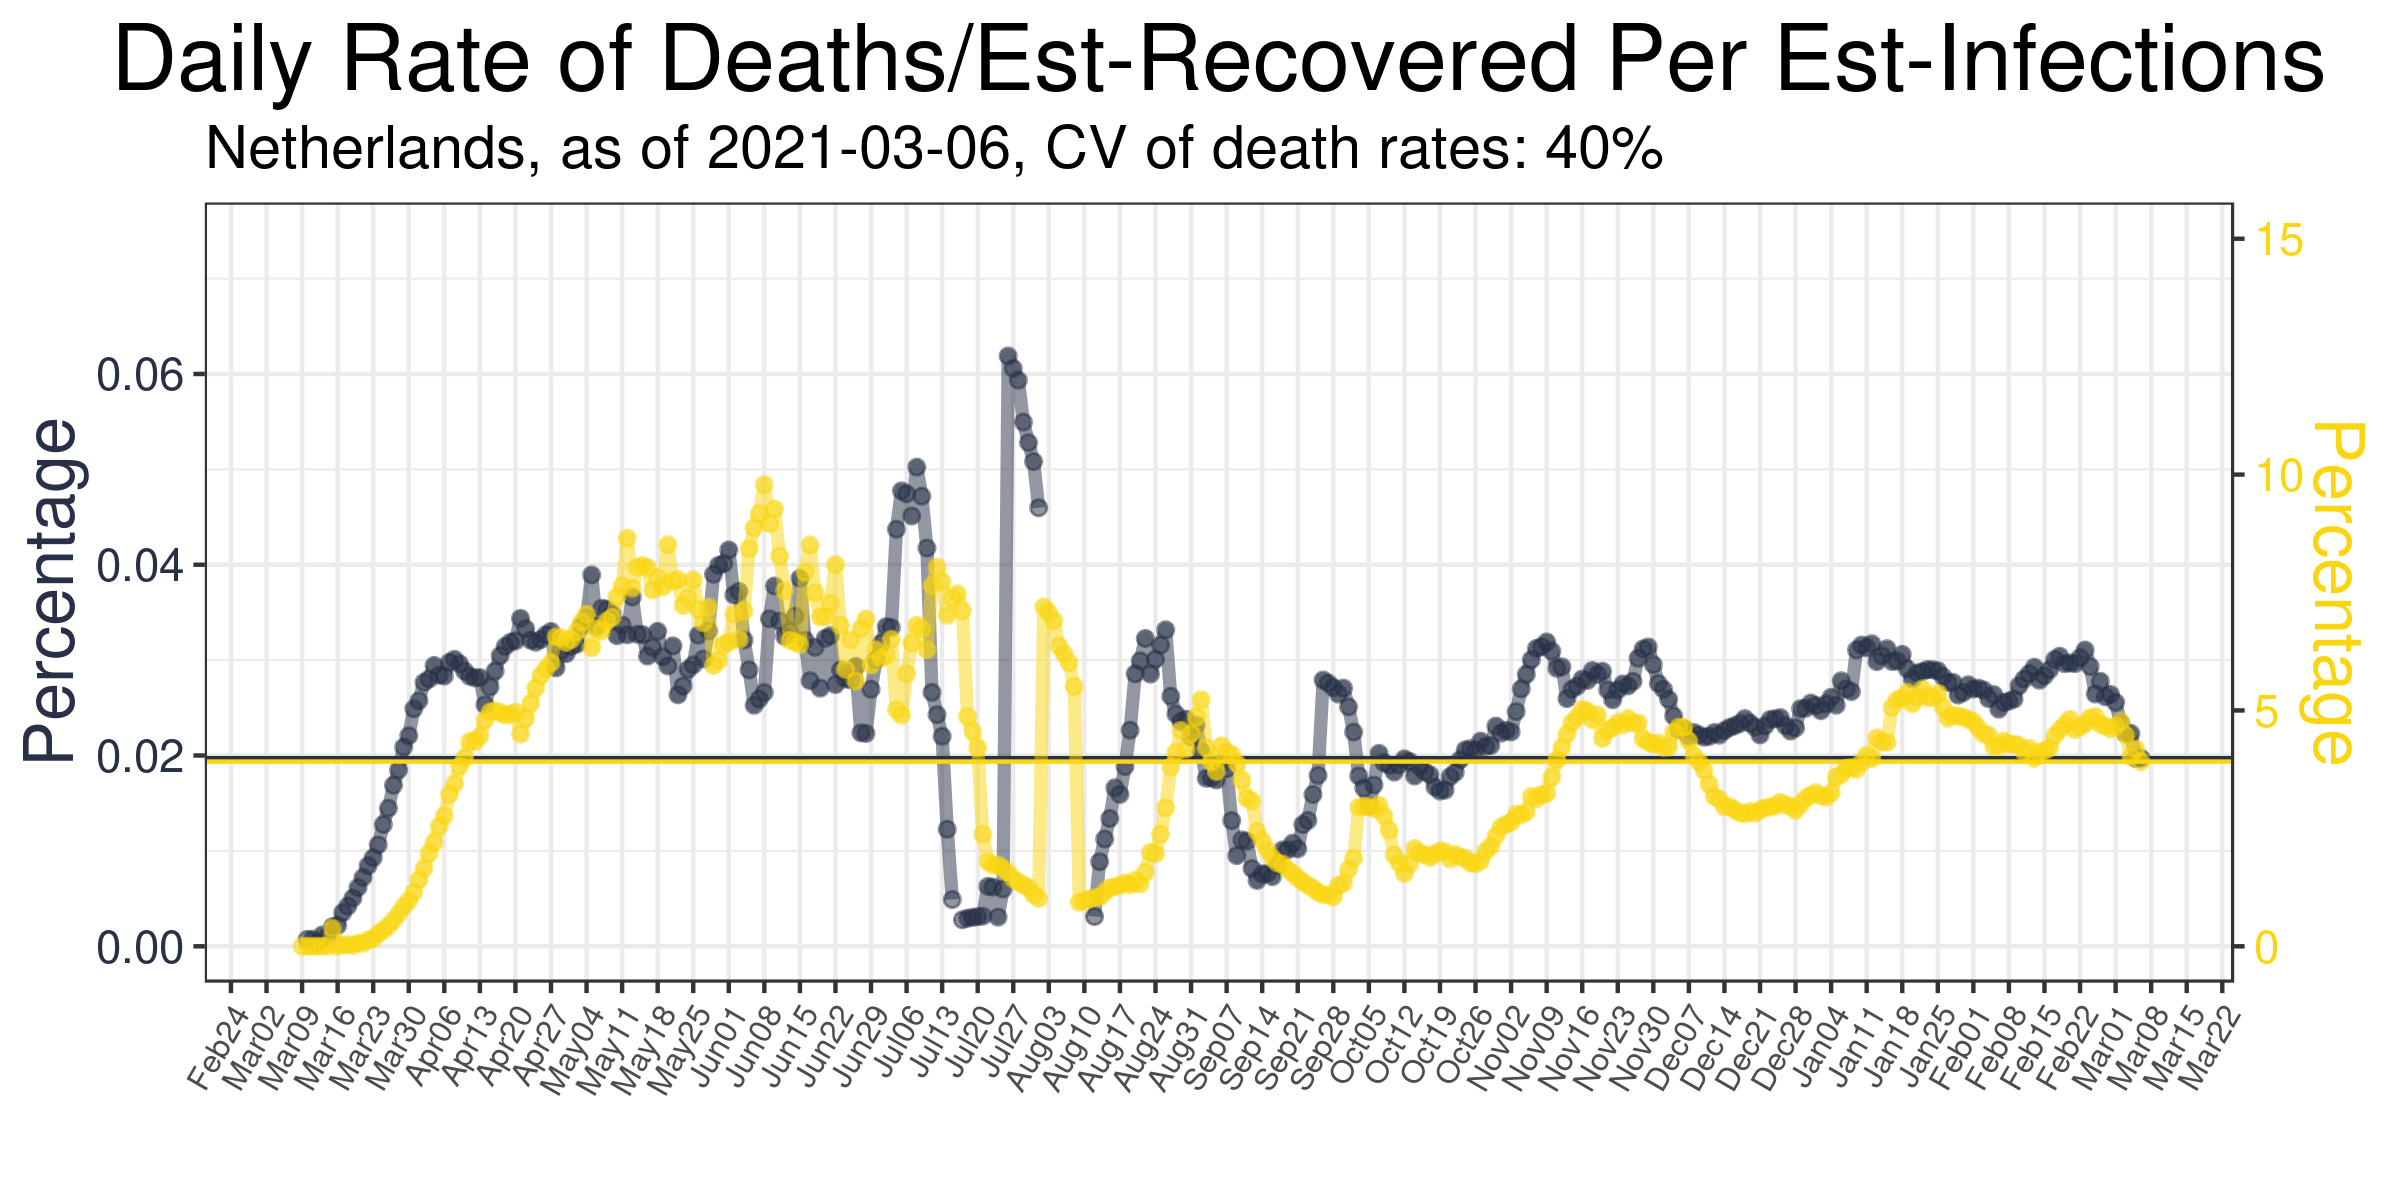 Daily Rate of Deaths/Est-Recovered Per Est-Infections
Netherlands, as of 2021-03-06, CV of death rates: 40%
Percentage
0.06
0.04
0.02
0.00
15
10
5
0
Percentage
Feb24
Mar02
Mar09
Mar16
Mar23
Mar30
Apr06
Apr13
Apr20
Apr27
May04
May11
May18
May25
Jun01
Jun08
Jun15
Jun22
Jun29
Jul06
Jul13
Jul20
Jul27
Aug03
Aug10
Aug17
Aug24
Aug31
Sep07
Sep14
Sep21
Sep28
Oct05
Oct12
Oct19
Oct26
Nov02
Nov09
Nov16
Nov23
Nov30
Dec07
Dec14
Dec21
Dec28
Jan04
Jan11
Jan18
Jan25
Feb01
Feb08
Feb15
Feb22
Mar01
Mar08
Mar15
Mar22